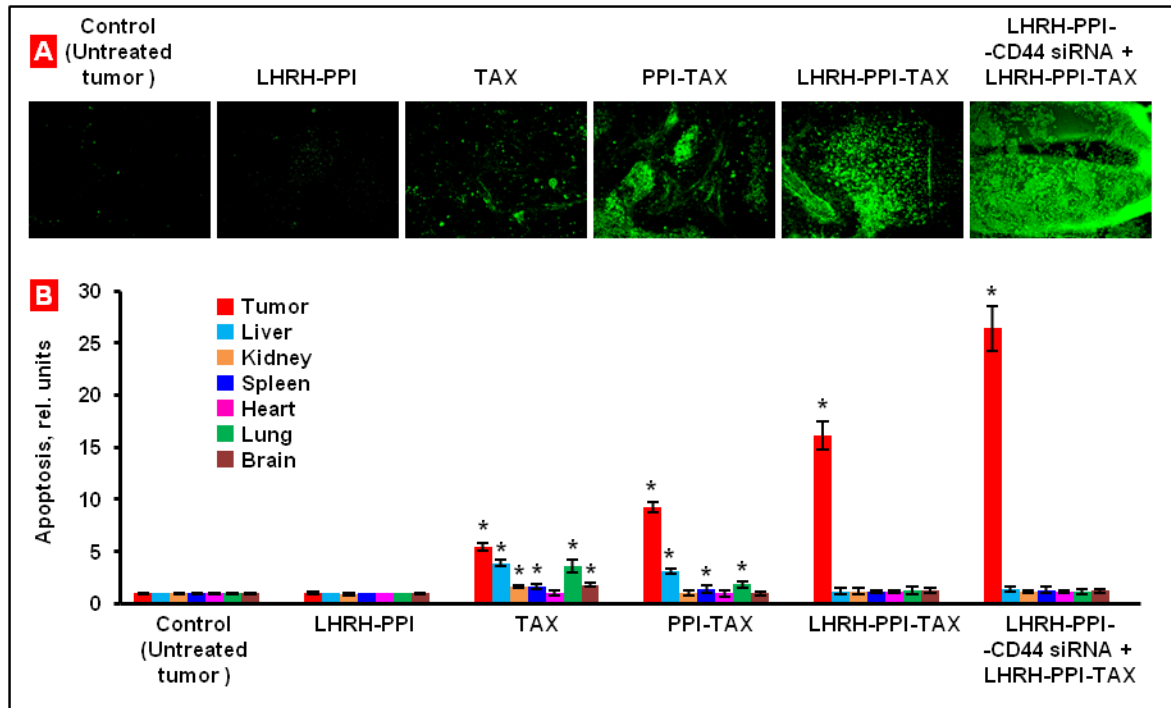 A
Control
(Untreated
tumor )
LHRH-PPI
TAX
PPI-TAX
LHRH-PPI-TAX
LHRH-PPI-
-CD44 siRNA +
LHRH-PPI-TAX
B
Apoptosis, rel. units
30
25
20
15
10
5
0
Tumor
Liver
Kidney
Spleen
Heart
Lung
Brain
* * * * * *
* * * *
*
*
Control
(Untreated
tumor )
LHRH-PPI
TAX
PPI-TAX
LHRH-PPI-TAX
LHRH-PPI-
-CD44 siRNA +
LHRH-PPI-TAX